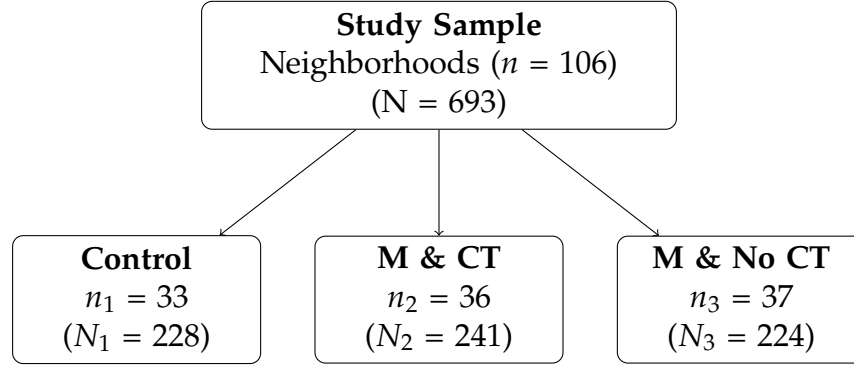 Study Sample
Neighborhoods (n = 106)
(N = 693)
Control
n₁ = 33
(N₁ = 228)
M & CT
n₂ = 36
(N₂ = 241)
M & No CT
n₃ = 37
(N₃ = 224)